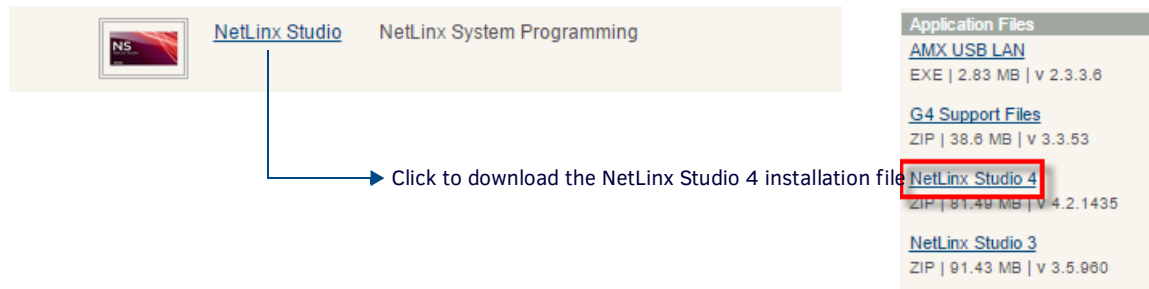 NS
NetLinx Studio
NetLinx System Programming
Click to download the NetLinx Studio 4 installation file
Application Files
AMX USB LAN
EXE | 2.83 MB | v 2.3.3.6
G4 Support Files
ZIP | 38.6 MB | v 3.3.53
NetLinx Studio 4
ZIP | 81.49 MB | v 4.2.1435
NetLinx Studio 3
ZIP | 91.43 MB | v 3.5.960